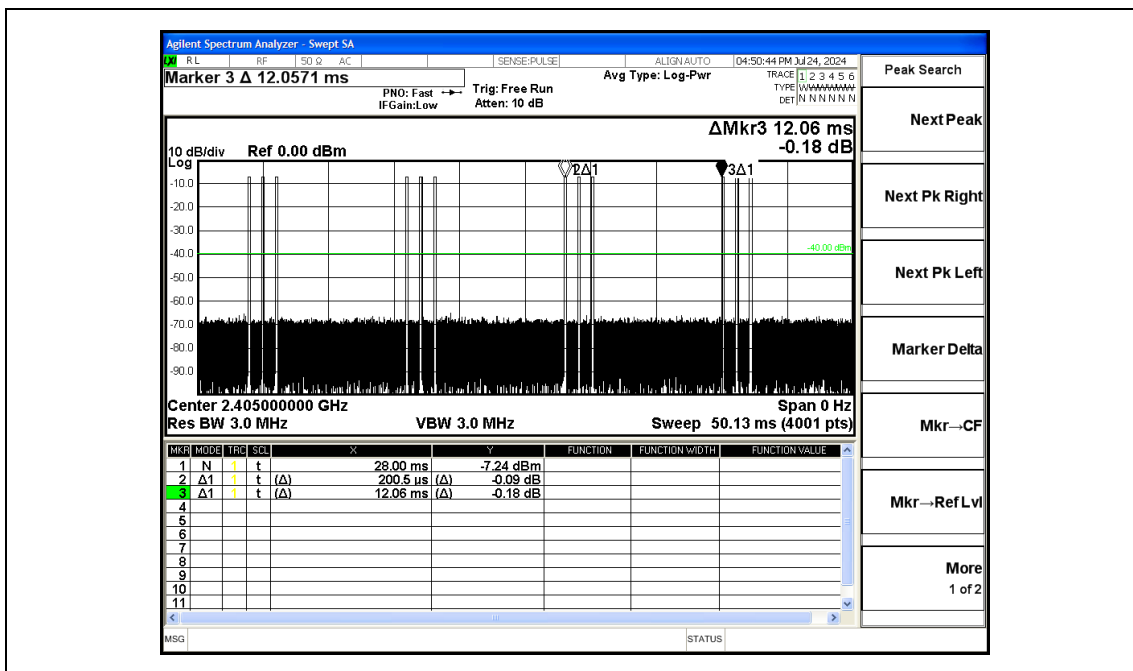 Agilent Spectrum Analyzer - Swept SA
LXI RL RF 50 Ω AC SENSE:PULSE ALIGN AUTO 04:50:44 PM Jul 24, 2024
Marker 3 Δ 12.0571 ms
PNO: Fast
IFGain:Low
Trig: Free Run
Atten: 10 dB
Avg Type: Log-Pwr
TRACE 1 2 3 4 5 6
TYPE WWWWWW
DET N N N N N N
ΔMkr3 12.06 ms
-0.18 dB
10 dB/div Ref 0.00 dBm
Log
2Δ1
3Δ1
-10.0
-20.0
-30.0
-40.00 dBm
-40.0
-50.0
-60.0
-70.0
-80.0
-90.0
Center 2.405000000 GHz Span 0 Hz
Res BW 3.0 MHz VBW 3.0 MHz Sweep 50.13 ms (4001 pts)
MKR MODE TRC SCL X Y FUNCTION FUNCTION WIDTH FUNCTION VALUE
1 N 1 t 28.00 ms -7.24 dBm
2 Δ1 1 t (Δ) 200.5 µs (Δ) -0.09 dB
3 Δ1 1 t (Δ) 12.06 ms (Δ) -0.18 dB
4
5
6
7
8
9
10
11
MSG STATUS
Peak Search
Next Peak
Next Pk Right
Next Pk Left
Marker Delta
Mkr→CF
Mkr→Ref Lvl
More
1 of 2